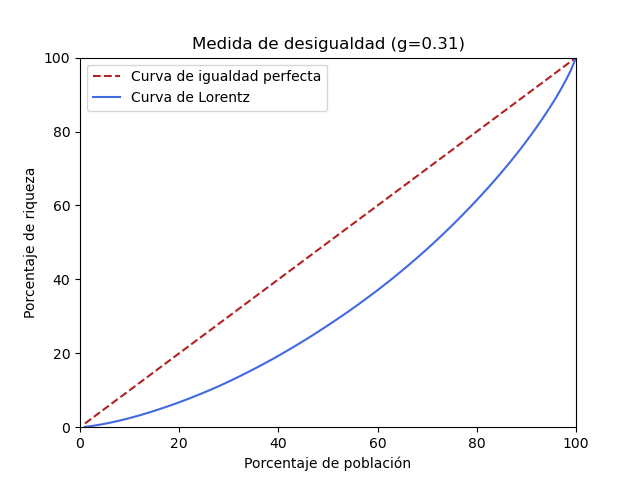 Medida de desigualdad (g=0.31)
Curva de igualdad perfecta
Curva de Lorentz
Porcentaje de riqueza
100
80
60
40
20
0
0 20 40 60 80 100
Porcentaje de población